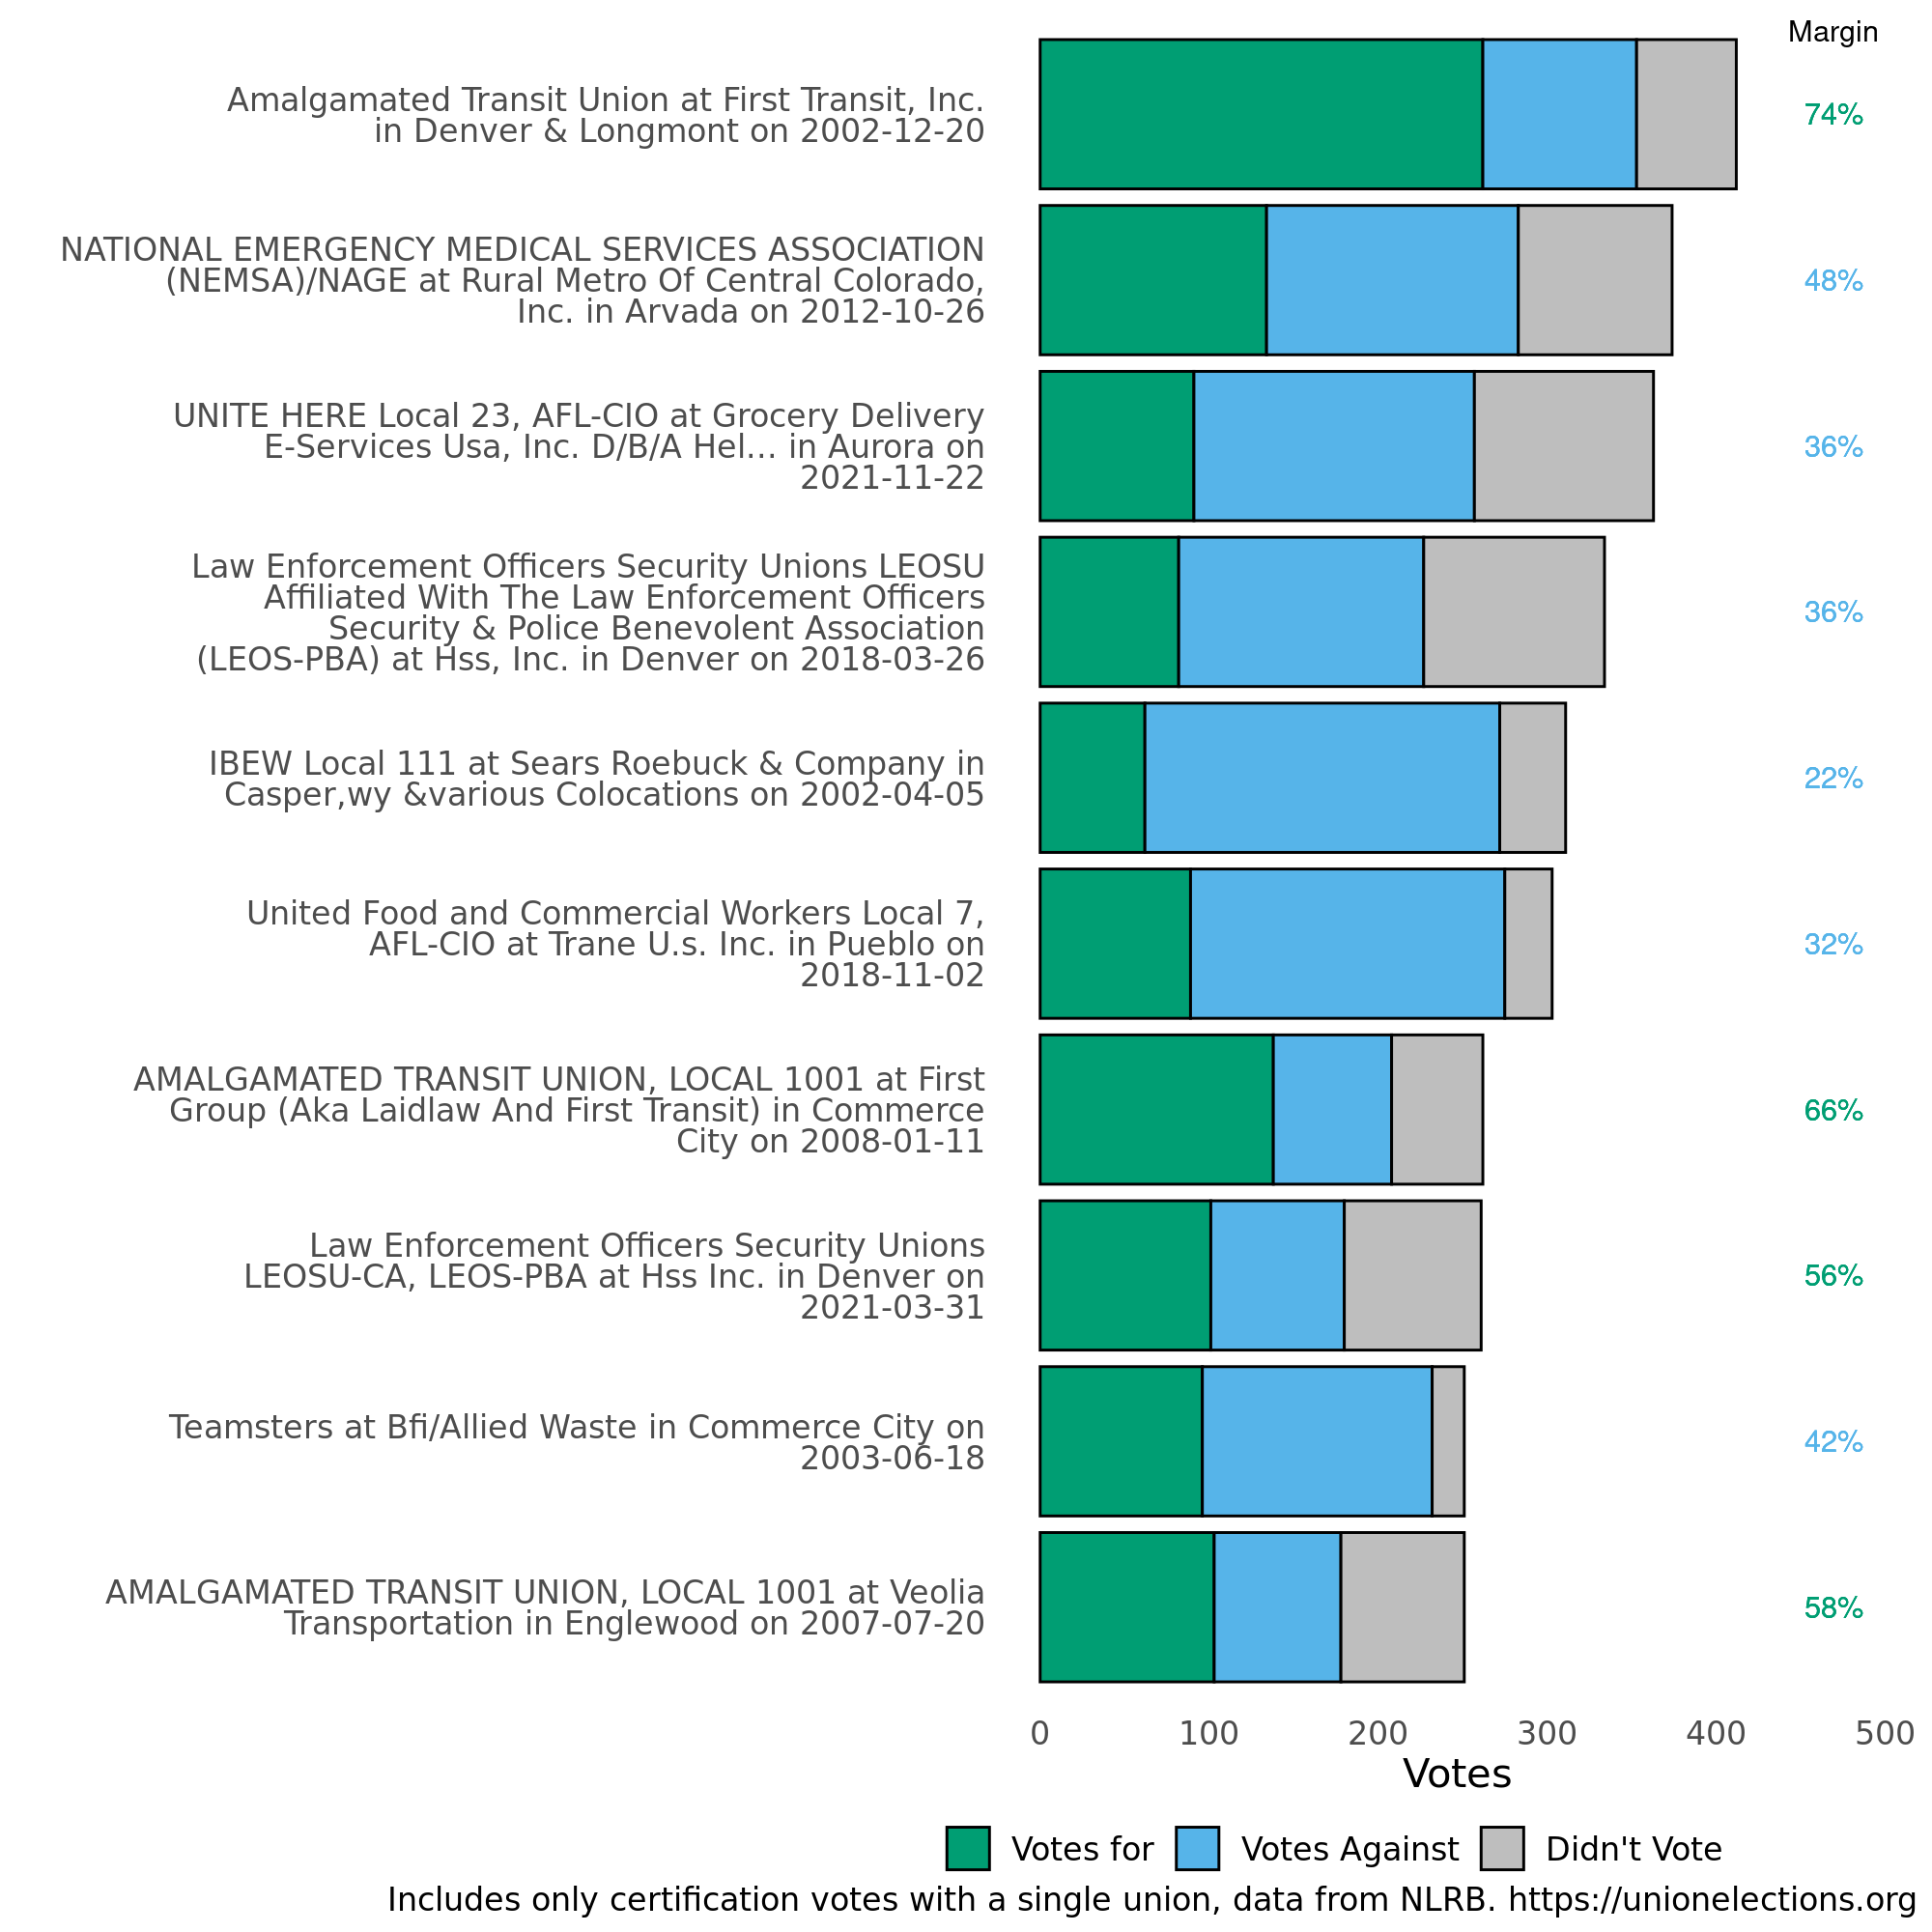 Margin
Amalgamated Transit Union at First Transit, Inc.
in Denver & Longmont on 2002-12-20
74%
NATIONAL EMERGENCY MEDICAL SERVICES ASSOCIATION
(NEMSA)/NAGE at Rural Metro Of Central Colorado,
Inc. in Arvada on 2012-10-26
48%
UNITE HERE Local 23, AFL-CIO at Grocery Delivery
E-Services Usa, Inc. D/B/A Hel... in Aurora on
2021-11-22
36%
Law Enforcement Officers Security Unions LEOSU
Affiliated With The Law Enforcement Officers
Security & Police Benevolent Association
(LEOS-PBA) at Hss, Inc. in Denver on 2018-03-26
36%
IBEW Local 111 at Sears Roebuck & Company in
Casper,wy &various Colocations on 2002-04-05
22%
United Food and Commercial Workers Local 7,
AFL-CIO at Trane U.s. Inc. in Pueblo on
2018-11-02
32%
AMALGAMATED TRANSIT UNION, LOCAL 1001 at First
Group (Aka Laidlaw And First Transit) in Commerce
City on 2008-01-11
66%
Law Enforcement Officers Security Unions
LEOSU-CA, LEOS-PBA at Hss Inc. in Denver on
2021-03-31
56%
Teamsters at Bfi/Allied Waste in Commerce City on
2003-06-18
42%
AMALGAMATED TRANSIT UNION, LOCAL 1001 at Veolia
Transportation in Englewood on 2007-07-20
58%
0 100 200 300 400 500
Votes
Votes for Votes Against Didn't Vote
Includes only certification votes with a single union, data from NLRB. https://unionelections.org